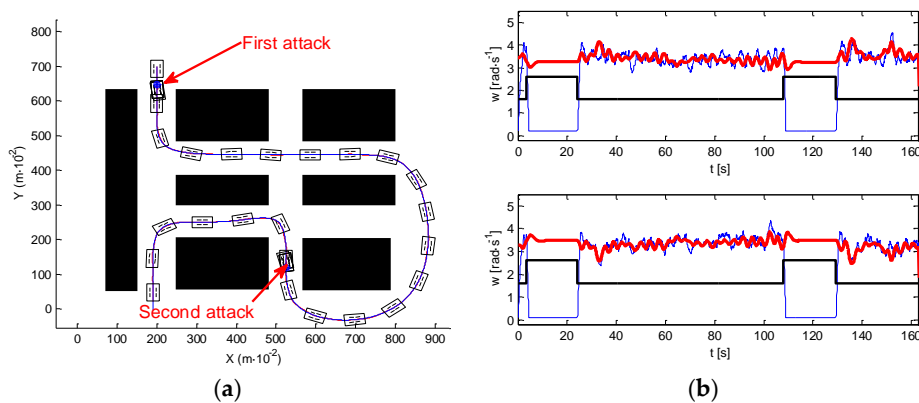 800
700
600
500
400
300
200
100
0
Y (m·10⁻²)
First attack
Second attack
0 100 200 300 400 500 600 700 800 900
X (m·10⁻²)
(a)
5
4
3
2
1
0
w [rad·s⁻¹]
0 20 40 60 80 100 120 140 160
t [s]
5
4
3
2
1
0
w [rad·s⁻¹]
0 20 40 60 80 100 120 140 160
t [s]
(b)